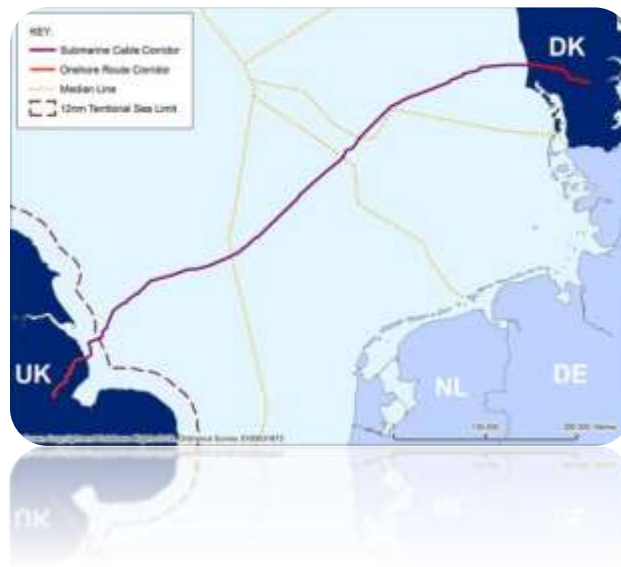 KEY:
Submarine Cable Corridor
Onshore Route Corridor
Median Line
12nm Territorial Sea Limit
DK
UK
NL
DE